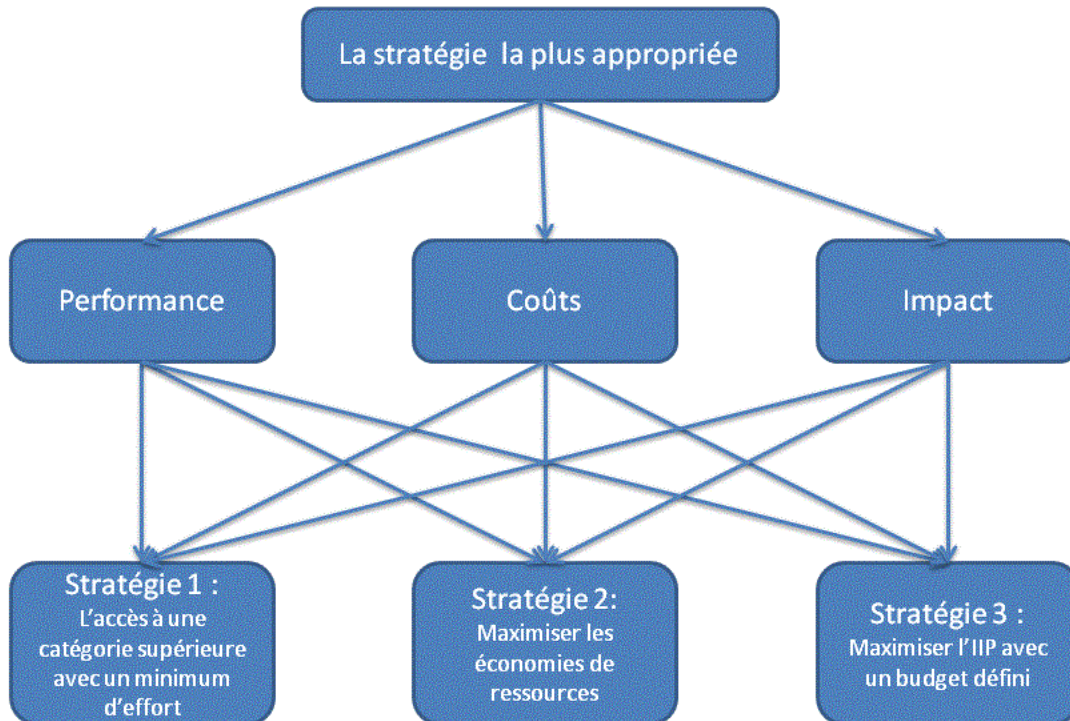 La stratégie la plus appropriée
Performance
Coûts
Impact
Stratégie 1 :
L'accès à une
catégorie supérieure
avec un minimum
d'effort
Stratégie 2:
Maximiser les
économies de
ressources
Stratégie 3 :
Maximiser l'IIP avec
un budget défini